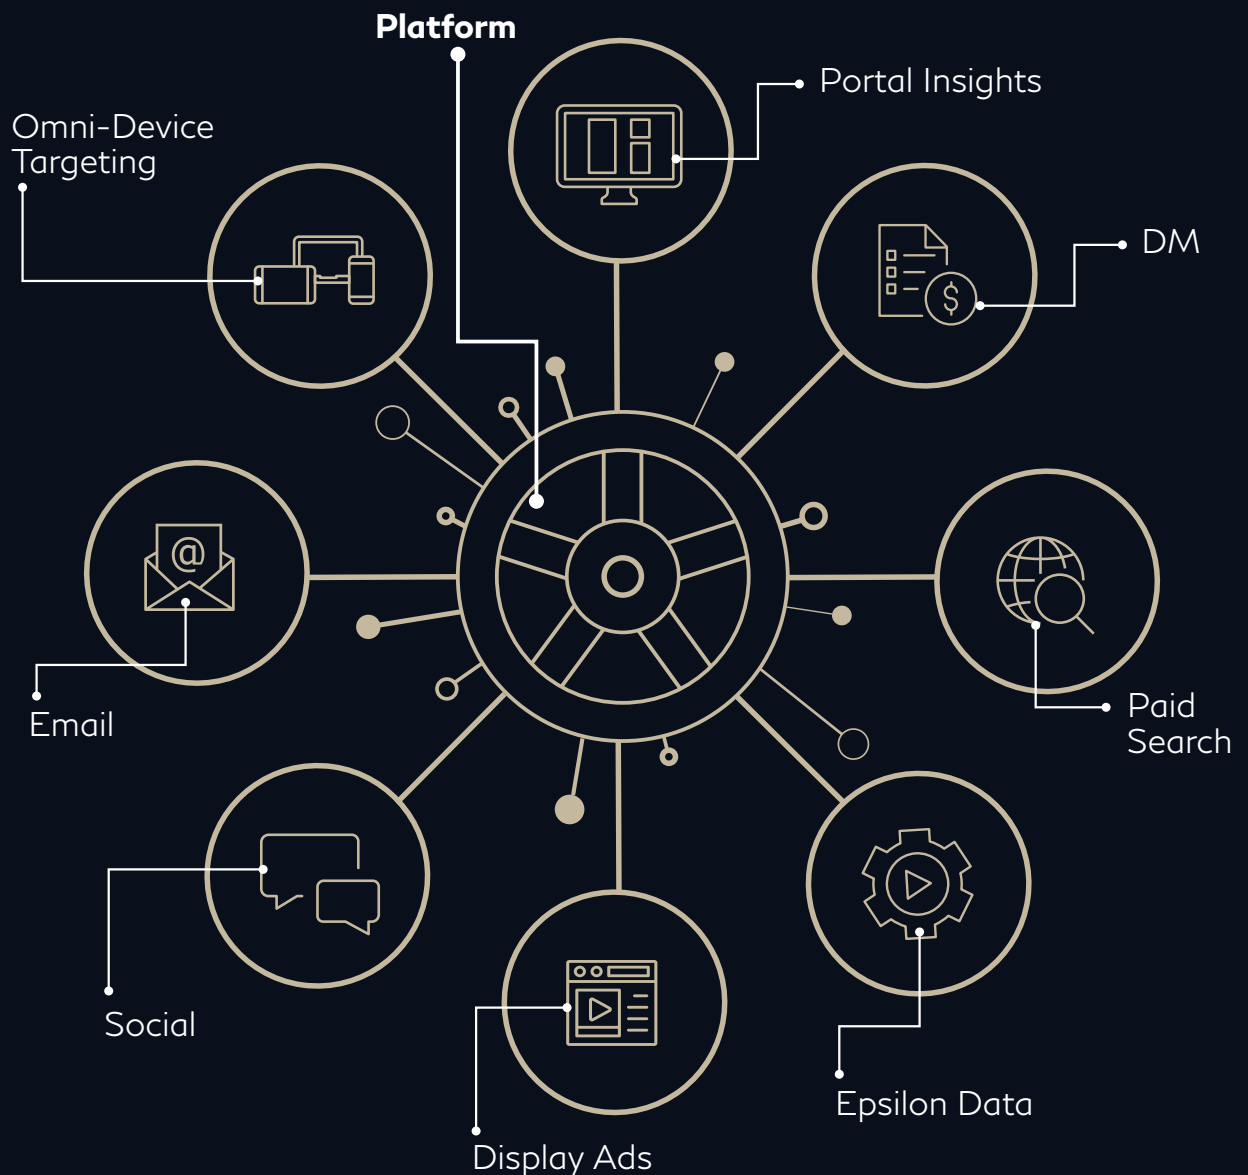 Platform
Portal Insights
Omni-Device
Targeting
DM
$
@
Paid
Search
Email
Social
Epsilon Data
Display Ads